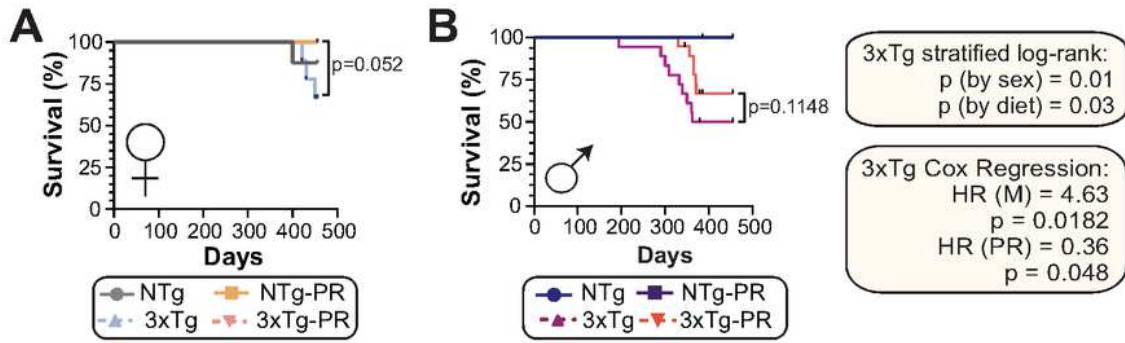 A
B
Survival (%)
100
75
50
25
0
0 100 200 300 400 500
Days
p=0.052
NTg NTg-PR
3xTg 3xTg-PR
Survival (%)
100
75
50
25
0
0 100 200 300 400 500
Days
p=0.1148
NTg NTg-PR
3xTg 3xTg-PR
3xTg stratified log-rank:
p (by sex) = 0.01
p (by diet) = 0.03
3xTg Cox Regression:
HR (M) = 4.63
p = 0.0182
HR (PR) = 0.36
p = 0.048